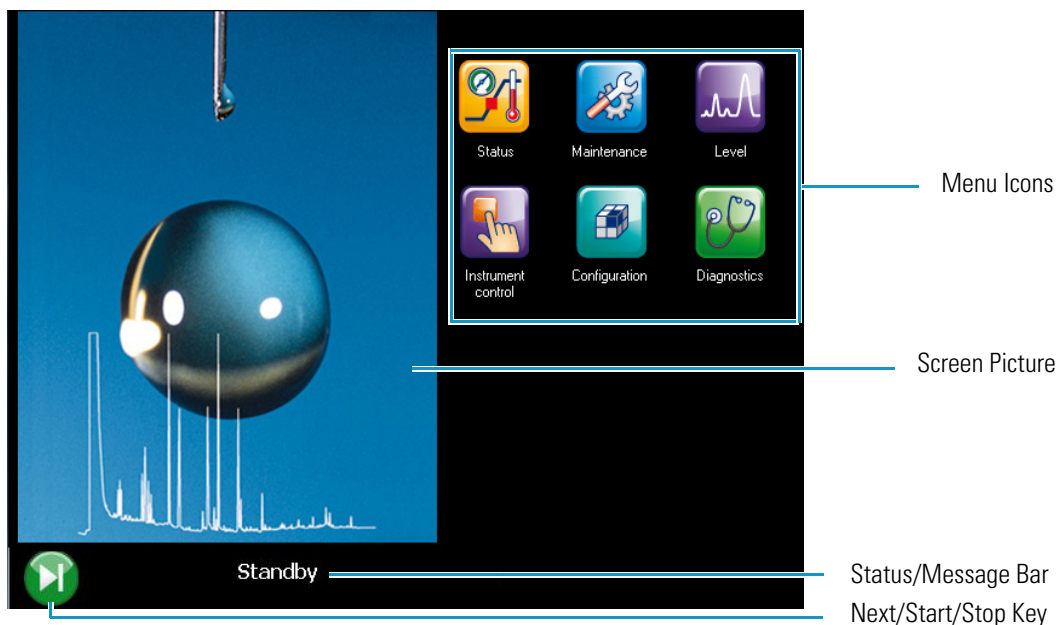 Status
Maintenance
Level
Instrument
control
Configuration
Diagnostics
Standby
Menu Icons
Screen Picture
Status/Message Bar
Next/Start/Stop Key